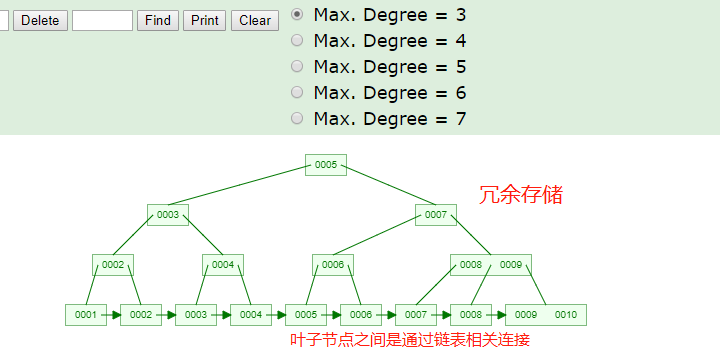 Delete Find Print Clear
Max. Degree = 3
Max. Degree = 4
Max. Degree = 5
Max. Degree = 6
Max. Degree = 7
0005
冗余存储
0003 0007
0002 0004 0006 0008 0009
0001 0002 0003 0004 0005 0006 0007 0008 0009 0010
叶子节点之间是通过链表相关连接